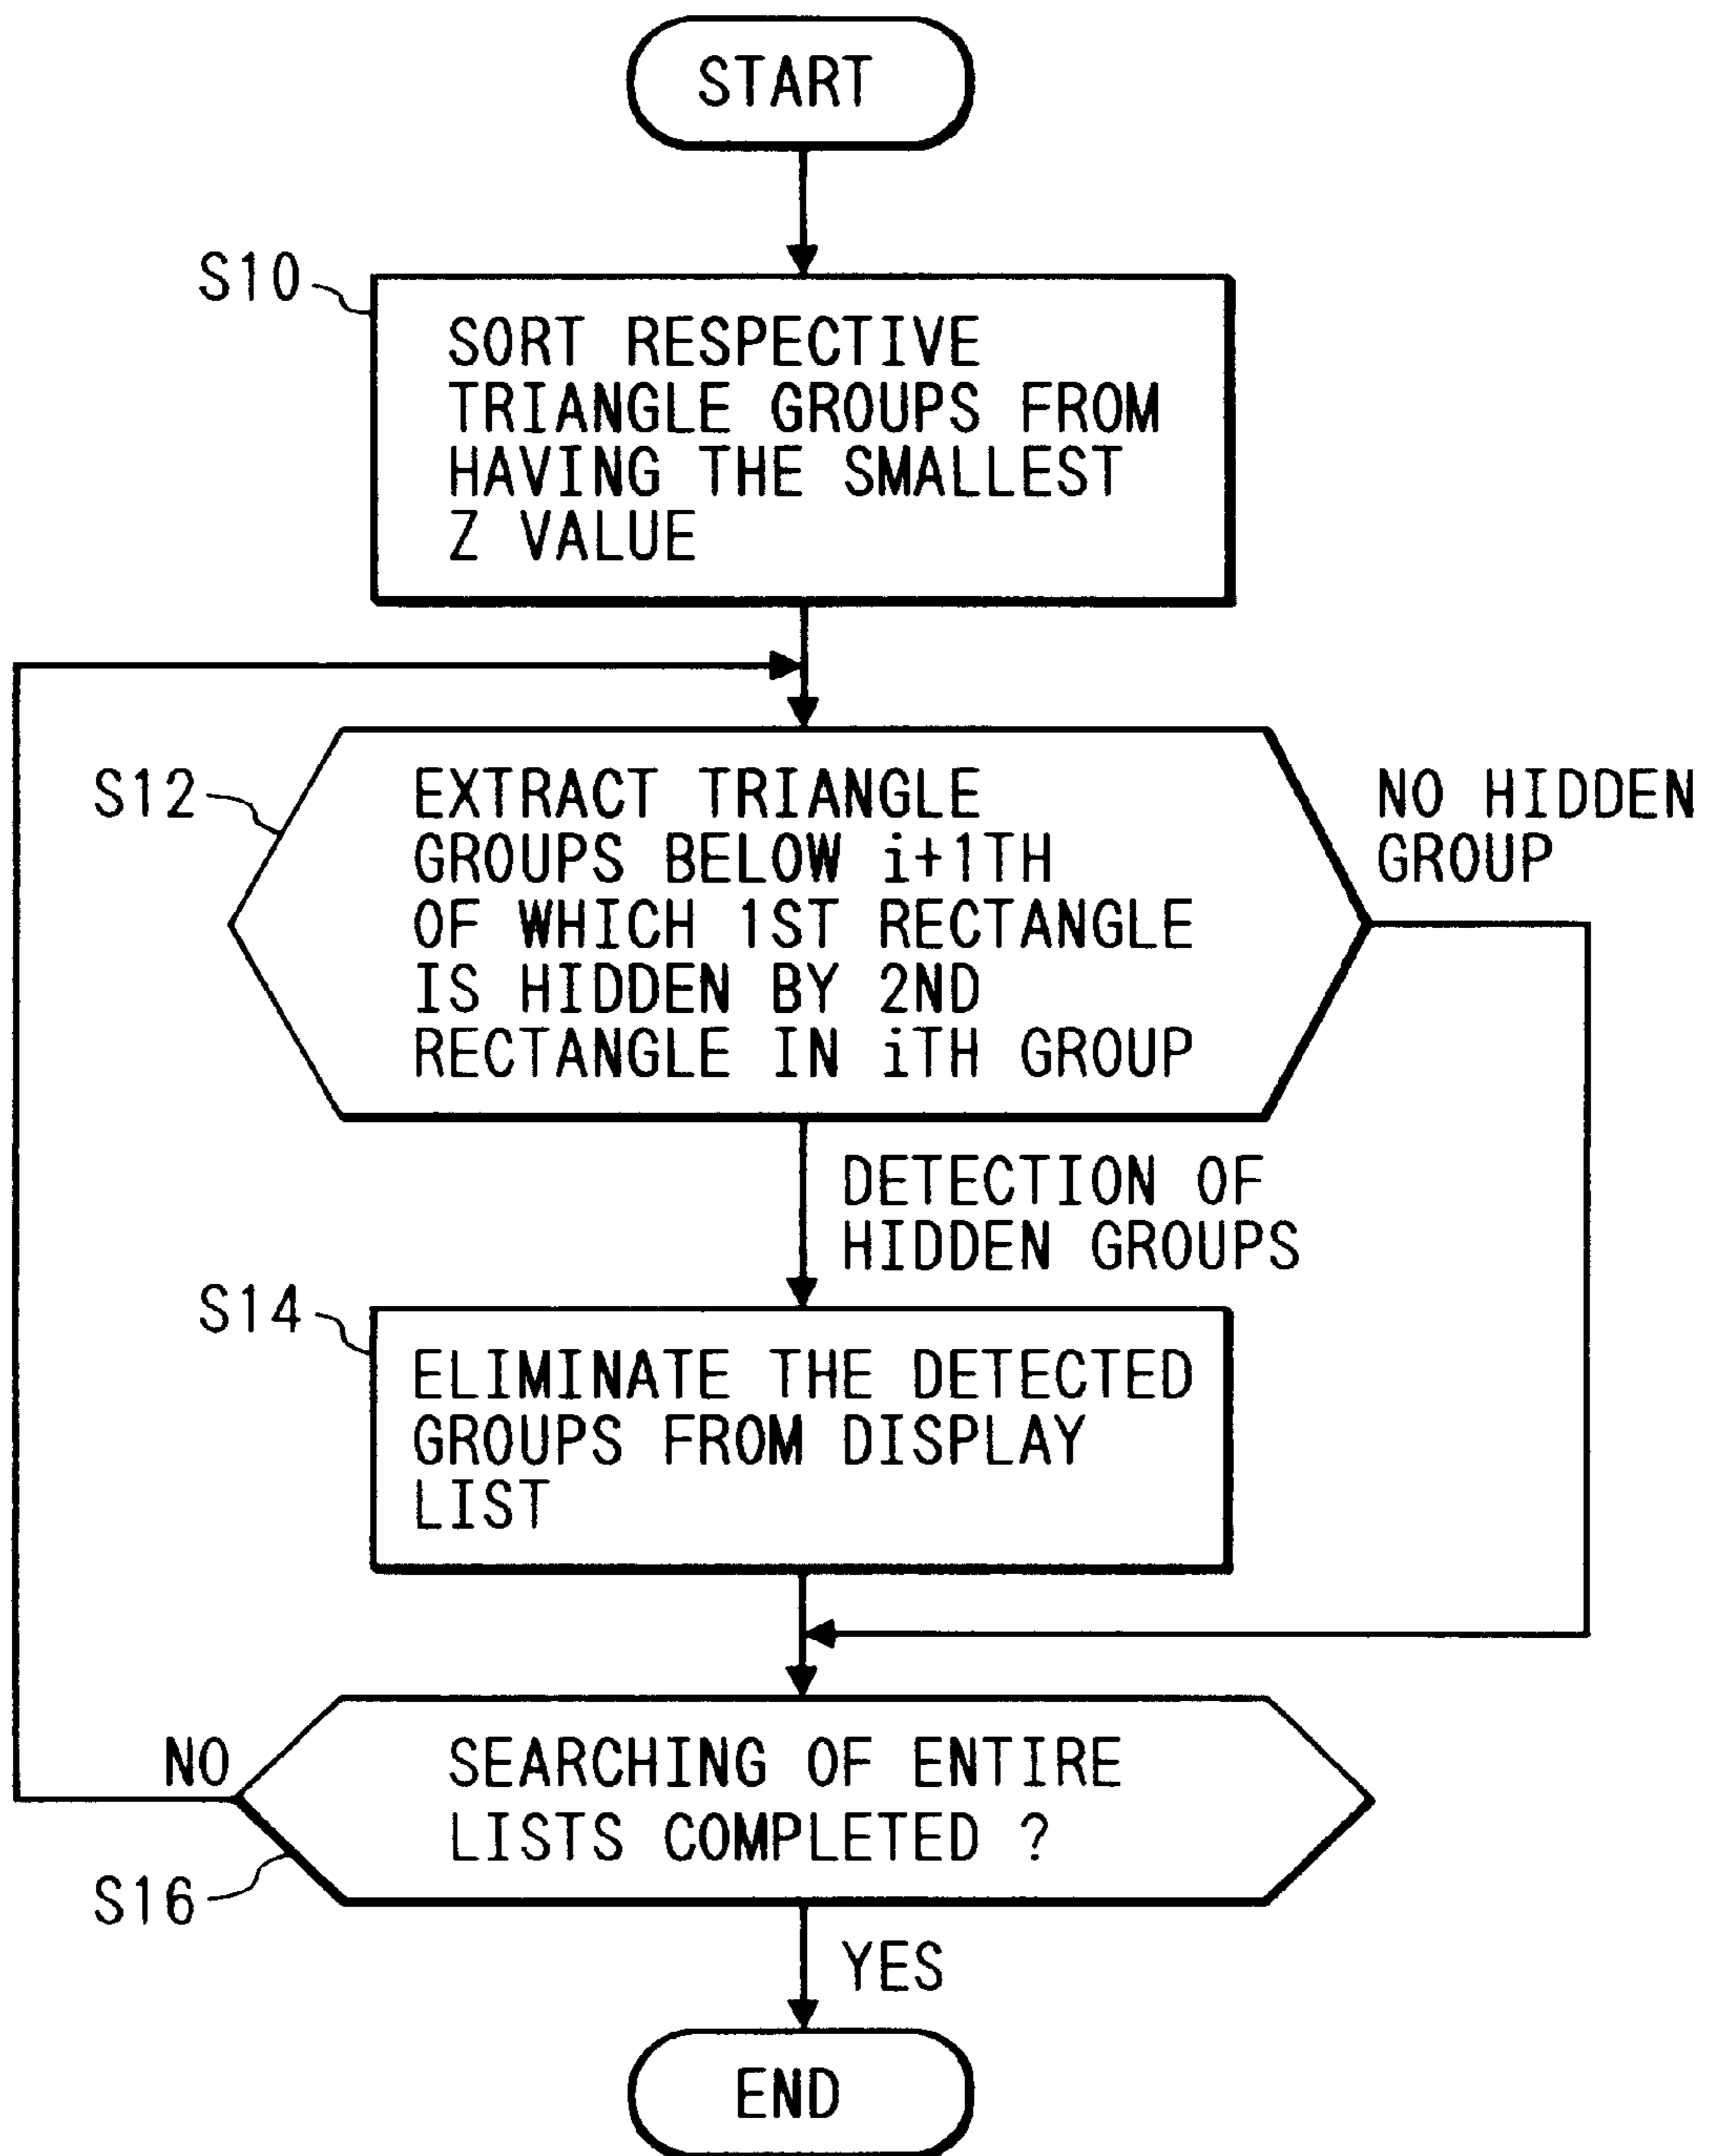 START
S10
SORT RESPECTIVE
TRIANGLE GROUPS FROM
HAVING THE SMALLEST
Z VALUE
S12
EXTRACT TRIANGLE
GROUPS BELOW i+1TH
OF WHICH 1ST RECTANGLE
IS HIDDEN BY 2ND
RECTANGLE IN iTH GROUP
NO HIDDEN
GROUP
DETECTION OF
HIDDEN GROUPS
S14
ELIMINATE THE DETECTED
GROUPS FROM DISPLAY
LIST
NO
SEARCHING OF ENTIRE
LISTS COMPLETED ?
S16
YES
END